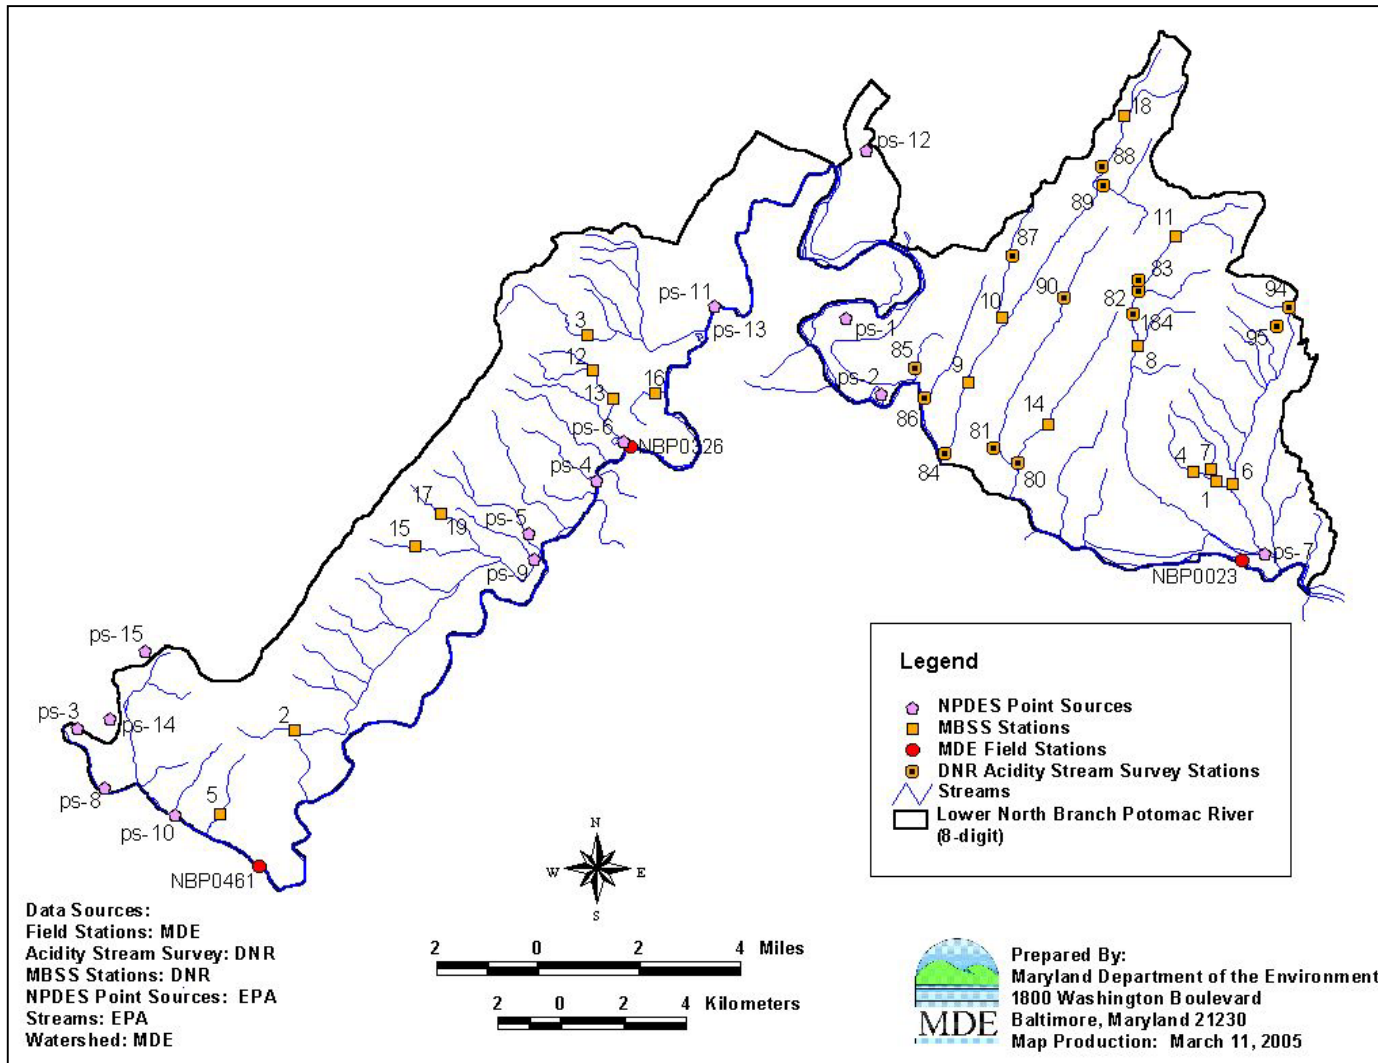 18
ps-12
88
89
11
87
83
94
ps-11
90
10
82
ps-13
ps-1
184
95
3
8
85
12
9
ps-2
16
13
86
14
ps-6
81
NBP0326
84
80
4
7
6
ps-4
1
17
19
ps-5
15
ps-9
ps-7
NBP0023
ps-15
Legend
ps-3
ps-14
2
NPDES Point Sources
MBSS Stations
MDE Field Stations
DNR Acidity Stream Survey Stations
Streams
Lower North Branch Potomac River
(8-digit)
ps-8
5
ps-10
NBP0461
N
W
E
S
Data Sources:
Field Stations: MDE
Acidity Stream Survey: DNR
MBSS Stations: DNR
NPDES Point Sources: EPA
Streams: EPA
Watershed: MDE
2 0 2 4 Miles
2 0 2 4 Kilometers
MDE
Prepared By:
Maryland Department of the Environment
1800 Washington Boulevard
Baltimore, Maryland 21230
Map Production: March 11, 2005